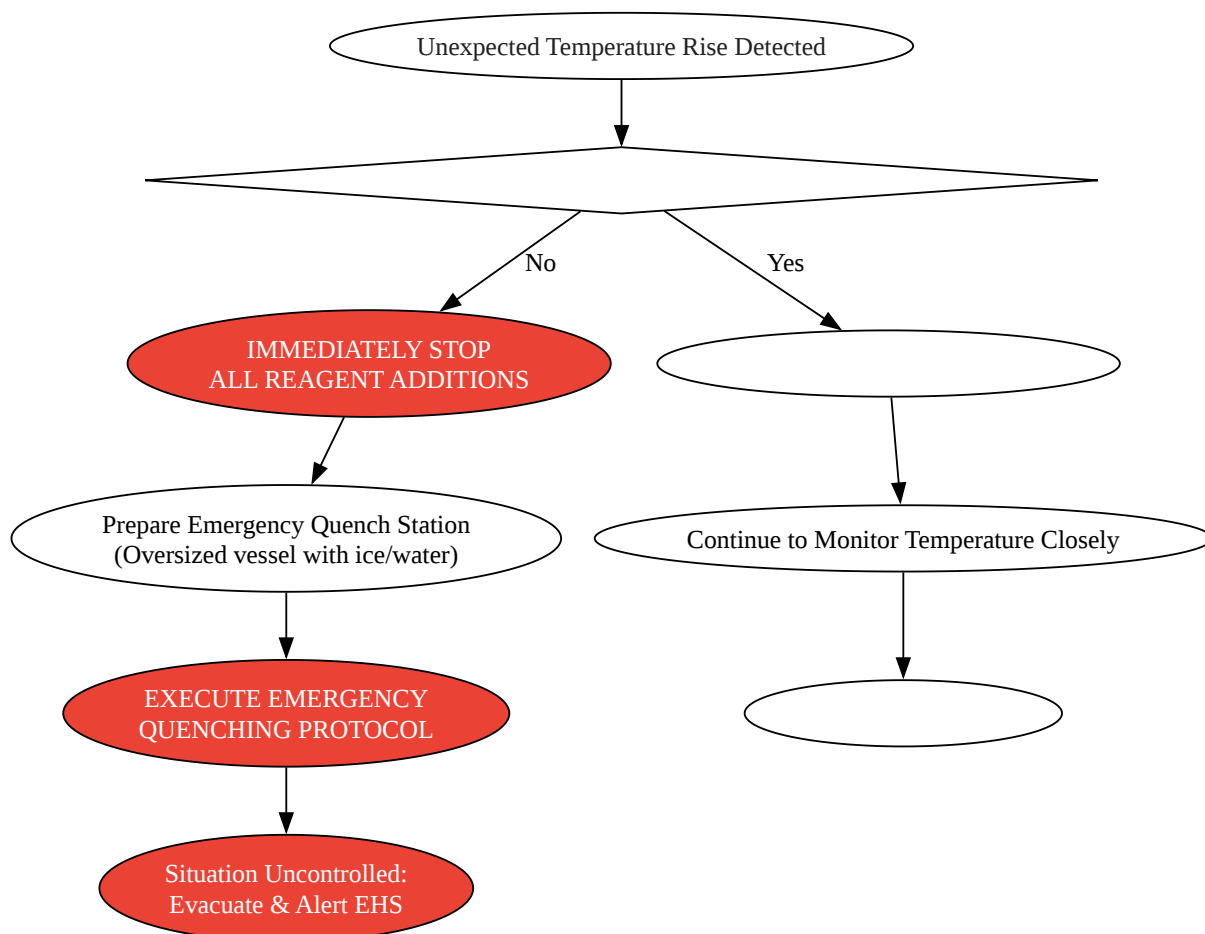 Unexpected Temperature Rise Detected
No
Yes
IMMEDIATELY STOP
ALL REAGENT ADDITIONS
Prepare Emergency Quench Station
(Oversized vessel with ice/water)
Continue to Monitor Temperature Closely
EXECUTE EMERGENCY
QUENCHING PROTOCOL
Situation Uncontrolled:
Evacuate & Alert EHS